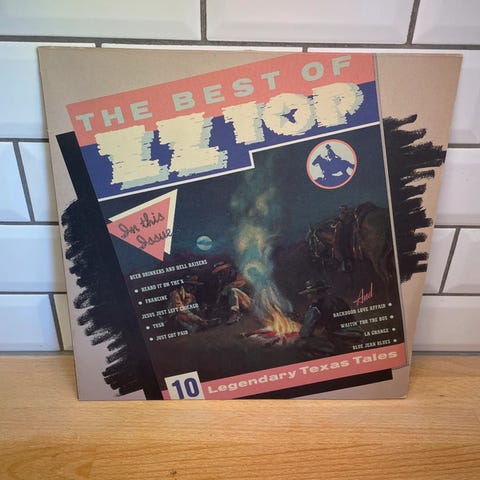 THE BEST OF
ZZ TOP
In this
Issue
BEER DRINKERS AND HELL RAISERS
HEARD IT ON THE X
FRANCINE
JESUS JUST LEFT CHICAGO
TUSH
JUST GOT PAID
And
BACKDOOR LOVE AFFAIR
WAITIN' FOR THE BUS
LA GRANGE
BLUE JEAN BLUES
10 Legendary Texas Tales